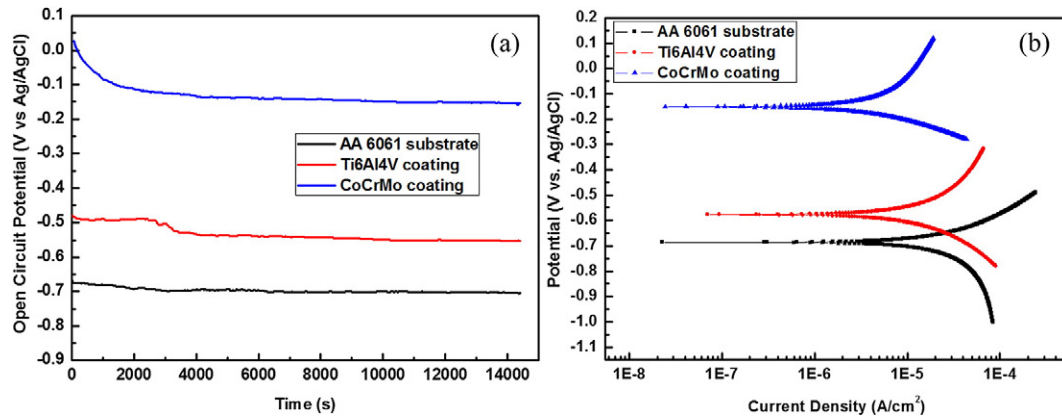 (a)
Open Circuit Potential (V vs Ag/AgCl)
0.1
0.0
-0.1
-0.2
-0.3
-0.4
-0.5
-0.6
-0.7
-0.8
-0.9
AA 6061 substrate
Ti6Al4V coating
CoCrMo coating
0 2000 4000 6000 8000 10000 12000 14000
Time (s)
(b)
AA 6061 substrate
Ti6Al4V coating
CoCrMo coating
Potential (V vs. Ag/AgCl)
0.1
0.0
-0.1
-0.2
-0.3
-0.4
-0.5
-0.6
-0.7
-0.8
-0.9
-1.0
-1.1
1E-8 1E-7 1E-6 1E-5 1E-4
Current Density (A/cm²)